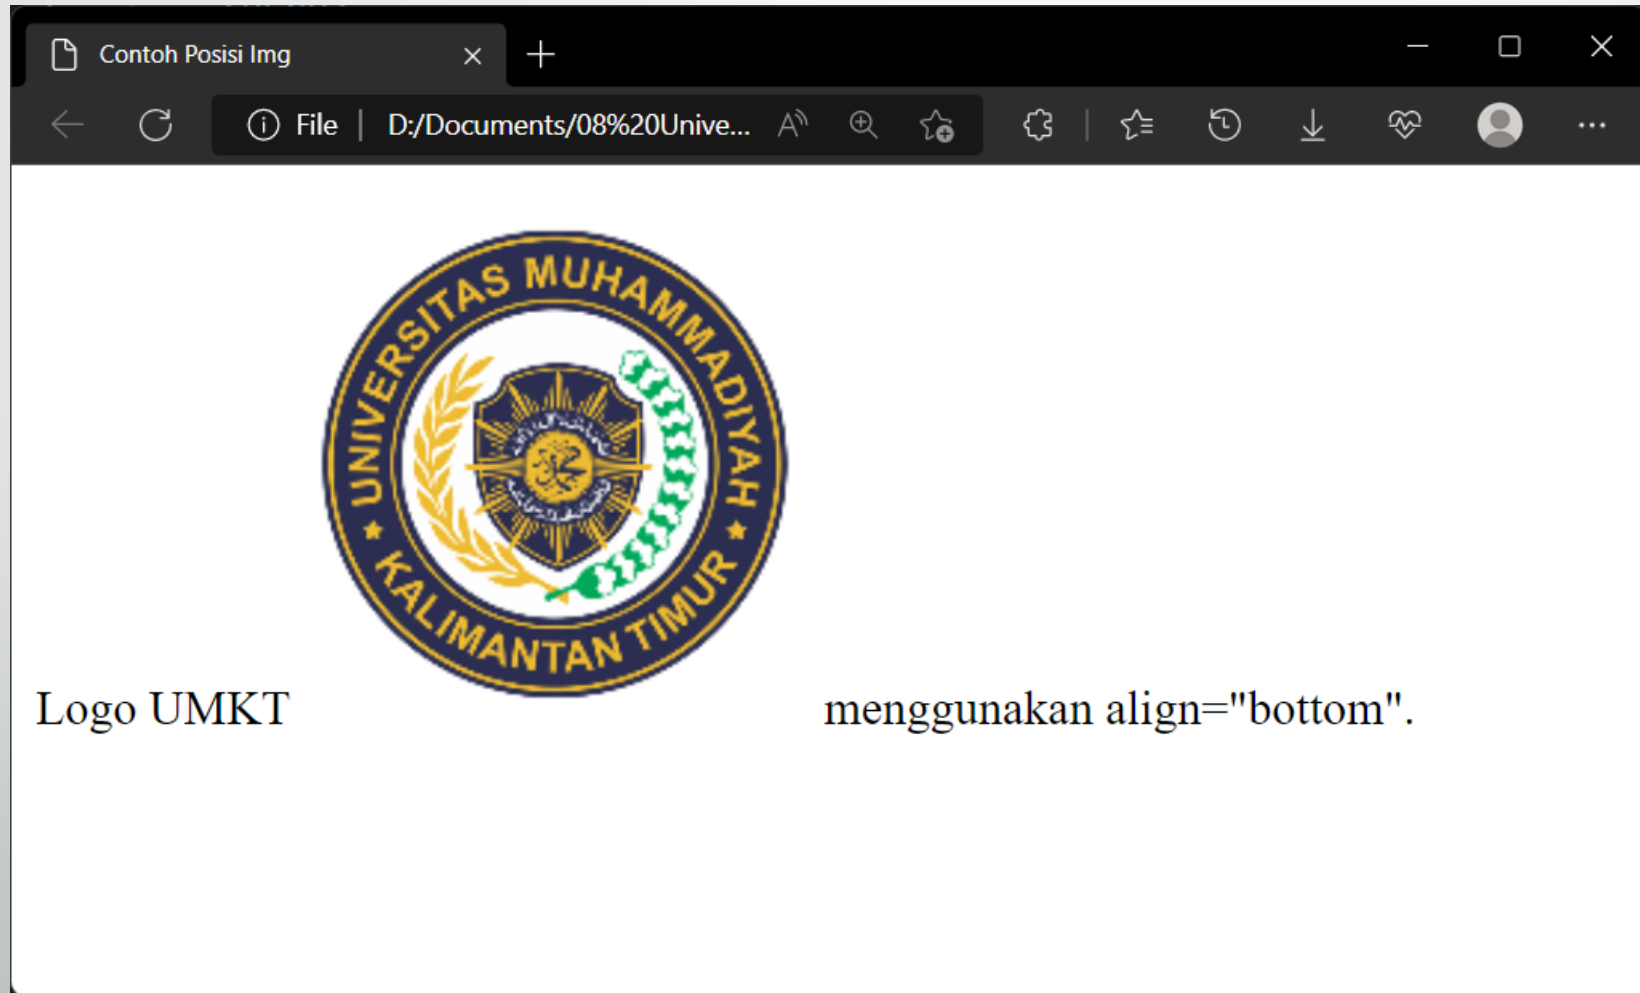 Contoh Posisi Img
File | D:/Documents/08%20Unive...
UNIVERSITAS MUHAMMADIYAH
KALIMANTAN TIMUR
Logo UMKT menggunakan align="bottom".